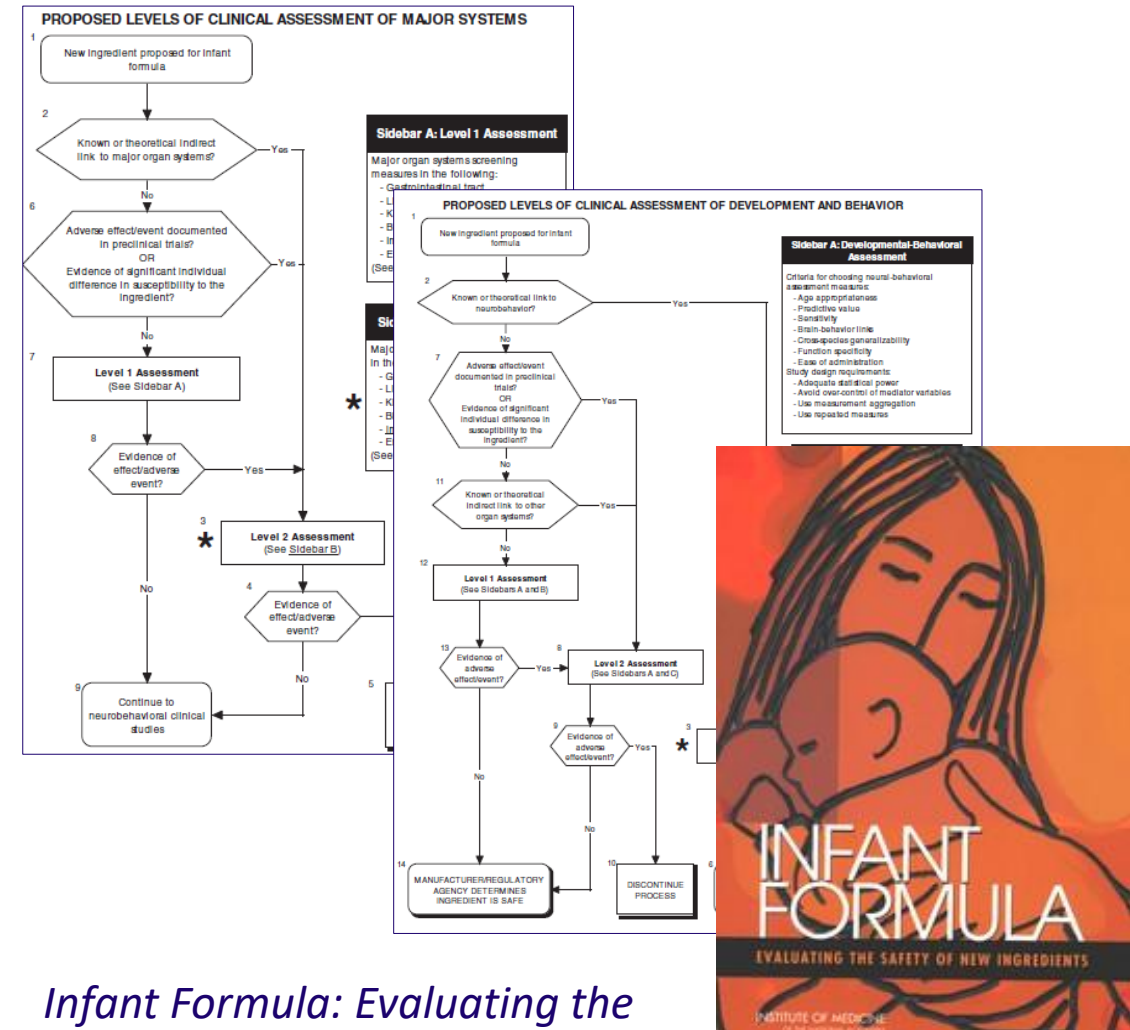 PROPOSED LEVELS OF CLINICAL ASSESSMENT OF MAJOR SYSTEMS
1
New ingredient proposed for infant
formula
2
Known or theoretical indirect
link to major organ systems?
Yes
No
6
Adverse effect/event documented
in preclinical trials?
OR
Evidence of significant individual
difference in susceptibility to the
ingredient?
Yes
No
7
Level 1 Assessment
(See Sidebar A)
8
Evidence of
effect/adverse
event?
Yes
No
3
*
Level 2 Assessment
(See Sidebar B)
4
Evidence of
effect/adverse
event?
No
5
9
Continue to
neurobehavioral clinical
studies
Sidebar A: Level 1 Assessment
Major organ systems screening
measures in the following:
- Gastrointestinal tract
(See
*
(See
PROPOSED LEVELS OF CLINICAL ASSESSMENT OF DEVELOPMENT AND BEHAVIOR
1
New ingredient proposed for infant
formula
2
Known or theoretical link to
neurobehavior?
Yes
No
7
Adverse effect/event
documented in preclinical
trials?
OR
Evidence of significant
individual difference in
susceptibility to the
ingredient?
Yes
No
11
Known or theoretical
indirect link to other
organ systems?
Yes
No
12
Level 1 Assessment
(See Sidebars A and B)
13
Evidence of
adverse
effect/event?
Yes
No
8
Level 2 Assessment
(See Sidebars A and C)
9
Evidence of
adverse
effect/event?
Yes
No
3
*
14
MANUFACTURER/REGULATORY
AGENCY DETERMINES
INGREDIENT IS SAFE
10
DISCONTINUE
PROCESS
6
Sidebar A: Developmental-Behavioral
Assessment
Criteria for choosing neural-behavioral
assessment measures:
- Age appropriateness
- Predictive value
- Sensitivity
- Brain-behavior links
- Cross-species generalizability
- Function specificity
- Ease of administration
Study design requirements:
- Adequate statistical power
- Avoid over-control of mediator variables
- Use measurement aggregation
- Use repeated measures
INFANT
FORMULA
EVALUATING THE SAFETY OF NEW INGREDIENTS
INSTITUTE OF MEDICINE
Infant Formula: Evaluating the